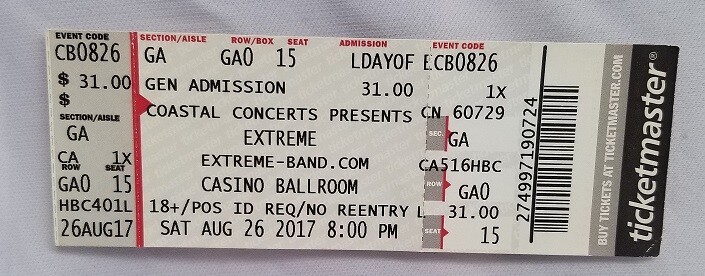 EVENT CODE
CB0826
$ 31.00
$
SECTION/AISLE
GA
CA 1X
ROW SEAT
GA0 15
HBC401L
26AUG17
SECTION/AISLE ROW/BOX SEAT ADMISSION
GA GA0 15 LDAYOF E
GEN ADMISSION 31.00
COASTAL CONCERTS PRESENTS
EXTREME
EXTREME-BAND.COM
CASINO BALLROOM
18+/POS ID REQ/NO REENTRY L
SAT AUG 26 2017 8:00 PM
EVENT CODE
CB0826
1X
CN 60729
SEC.
GA
CA516HBC
ROW
GA0
31.00
SEAT
15
274997190724
BUY TICKETS AT TICKETMASTER.COM
ticketmaster®